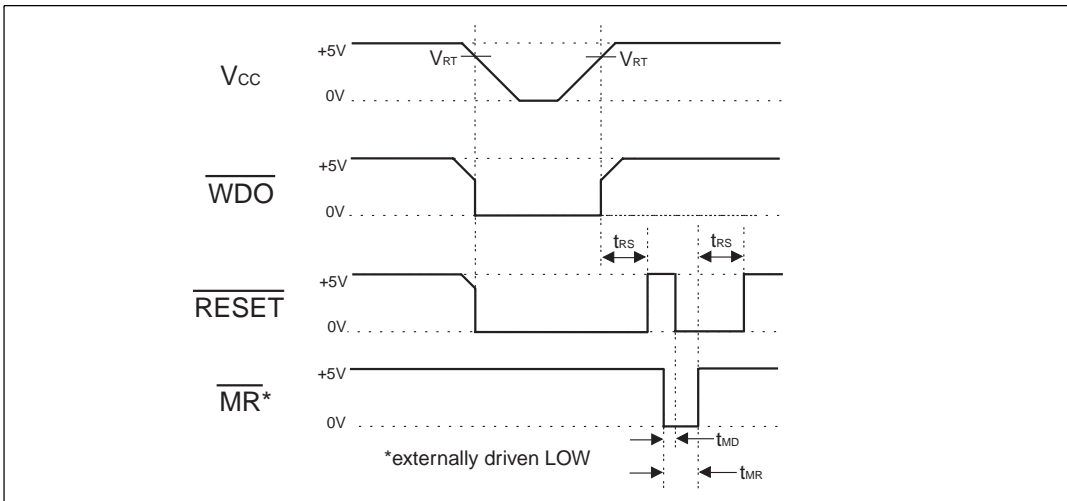 +5V
VRT
VRT
VCC
0V
+5V
WDO
0V
tRS
tRS
+5V
RESET
0V
+5V
MR*
0V
tMD
*externally driven LOW
tMR